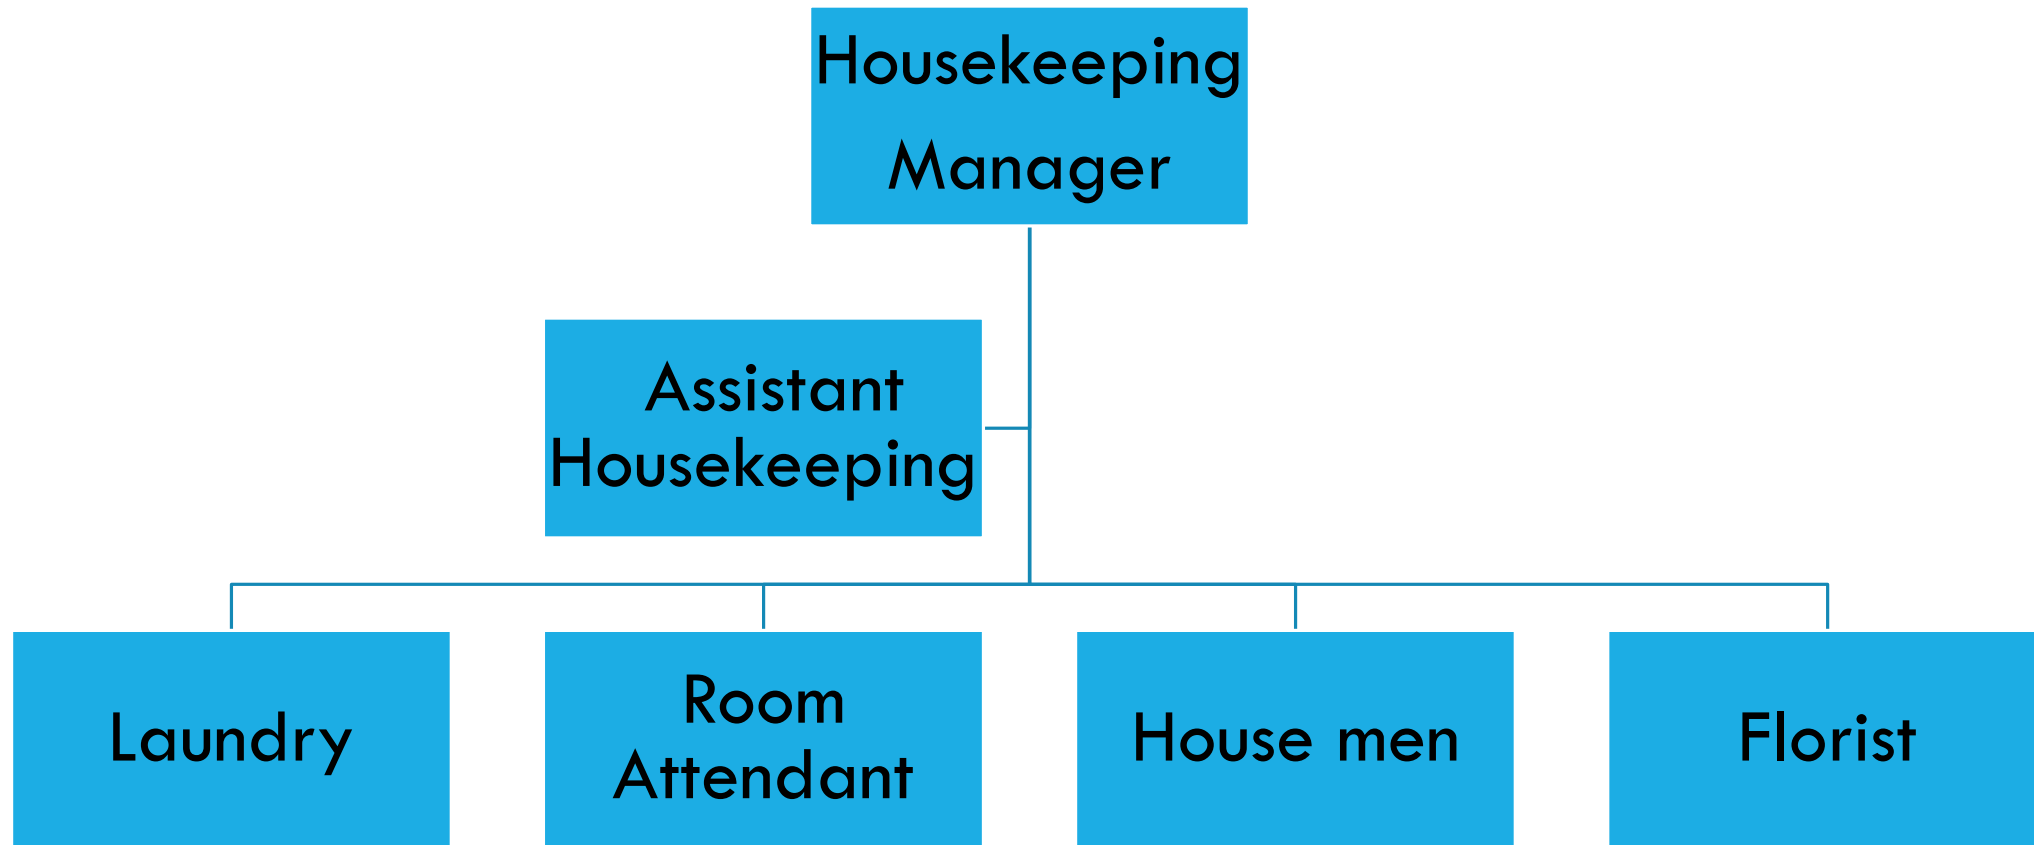 Housekeeping
Manager
Assistant
Housekeeping
Laundry
Room
Attendant
House men
Florist